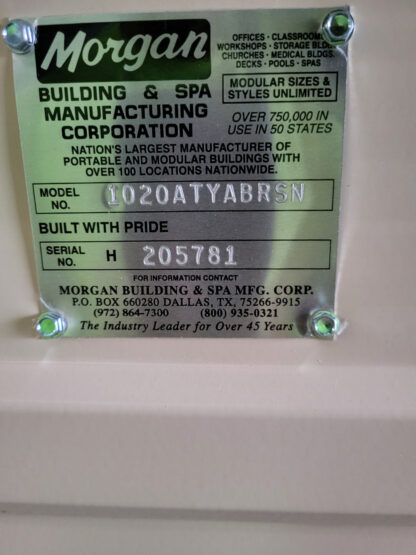 Morgan
OFFICES · CLASSROOMS
WORKSHOPS · STORAGE BLDG
CHURCHES · MEDICAL BLDGS.
DECKS · POOLS · SPAS
MODULAR SIZES &
STYLES UNLIMITED
BUILDING & SPA
MANUFACTURING
CORPORATION
OVER 750,000 IN
USE IN 50 STATES
NATION'S LARGEST MANUFACTURER OF
PORTABLE AND MODULAR BUILDINGS WITH
OVER 100 LOCATIONS NATIONWIDE.
MODEL
NO.
1020ATYABRSN
BUILT WITH PRIDE
SERIAL
NO.
H 205781
FOR INFORMATION CONTACT
MORGAN BUILDING & SPA MFG. CORP.
P.O. BOX 660280 DALLAS, TX, 75266-9915
(972) 864-7300 (800) 935-0321
The Industry Leader for Over 45 Years